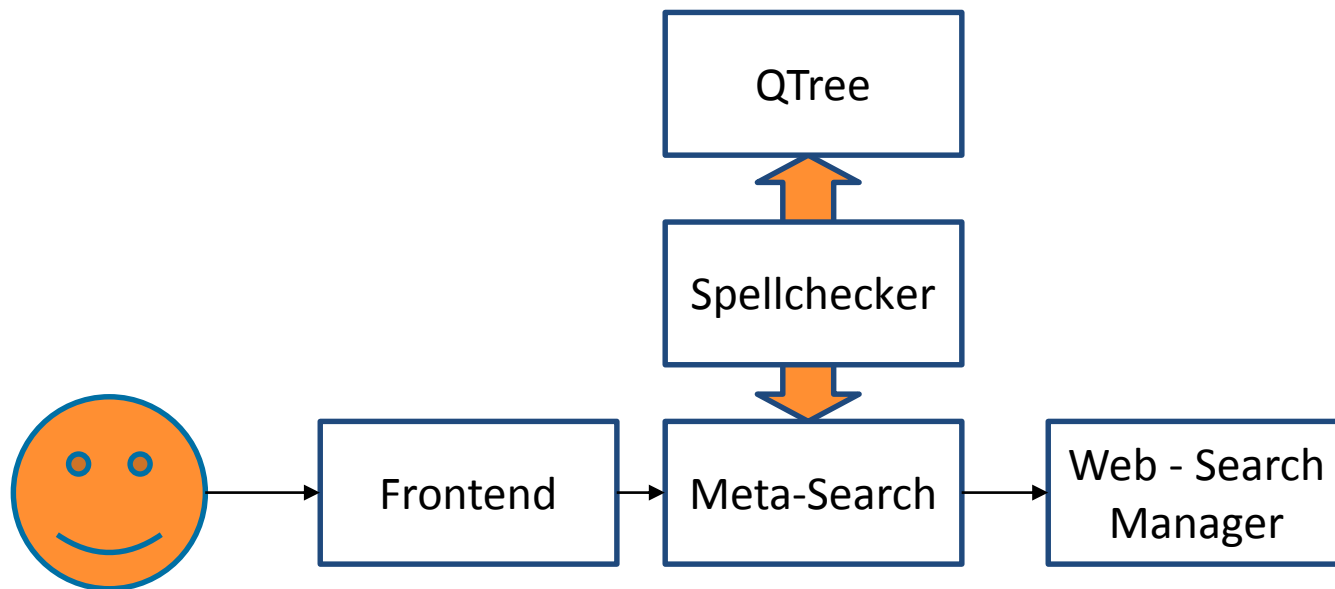 QTree
Spellchecker
Frontend
Meta-Search
Web - Search
Manager